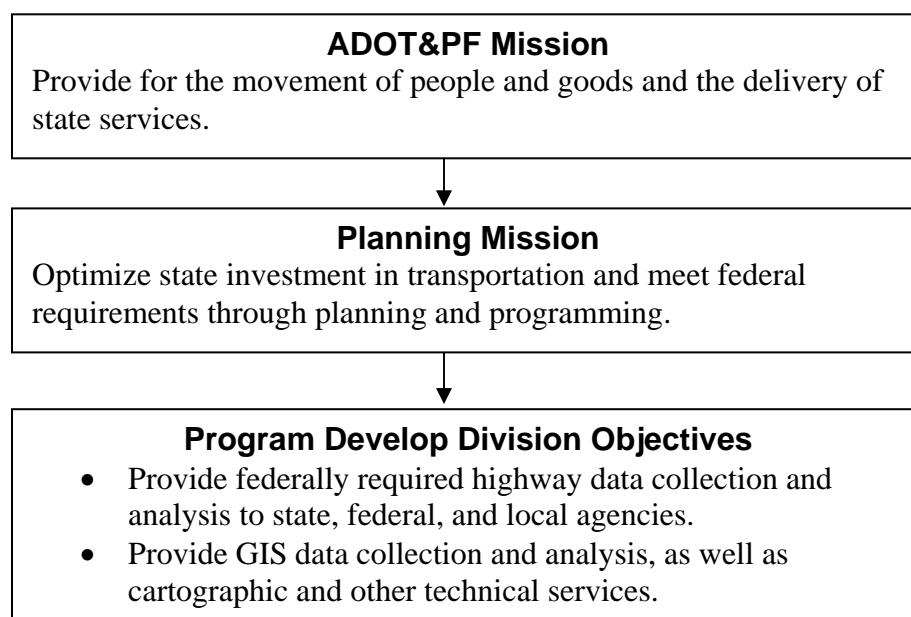 ADOT&PF Mission
Provide for the movement of people and goods and the delivery of
state services.
Planning Mission
Optimize state investment in transportation and meet federal
requirements through planning and programming.
Program Develop Division Objectives
• Provide federally required highway data collection and
analysis to state, federal, and local agencies.
• Provide GIS data collection and analysis, as well as
cartographic and other technical services.